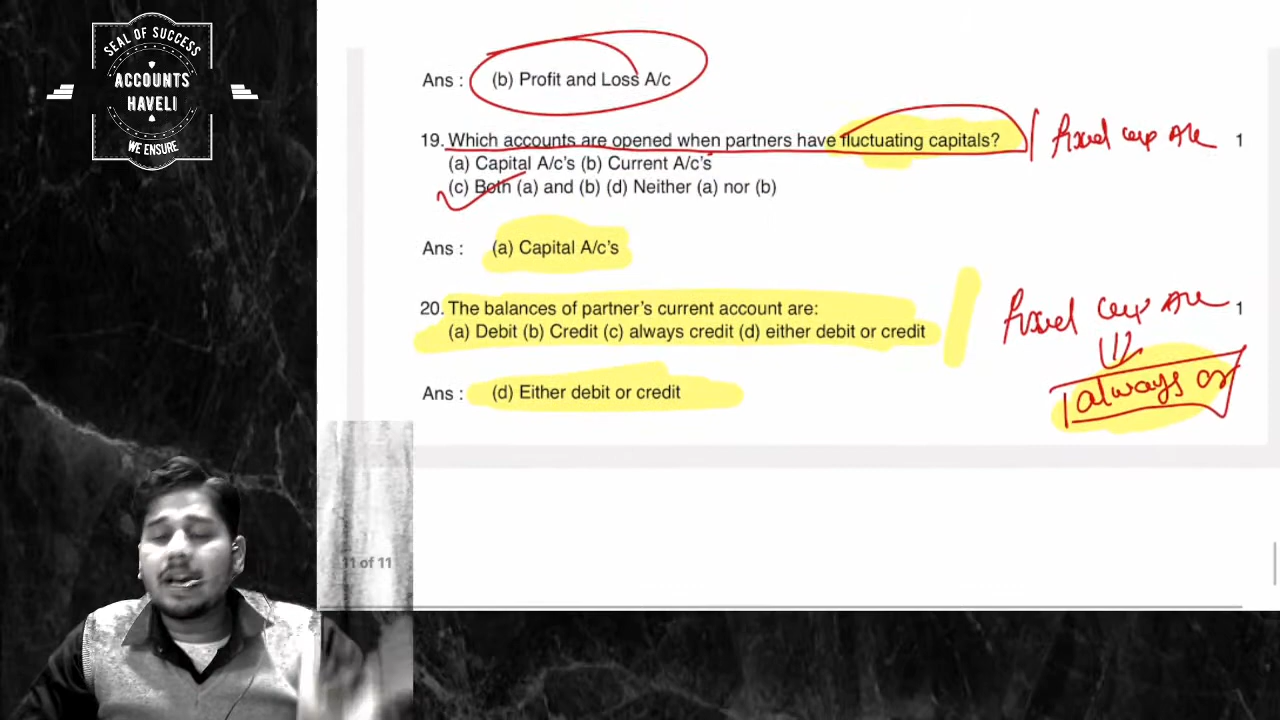 SEAL OF SUCCESS
ACCOUNTS
HAVELI
WE ENSURE
Ans : (b) Profit and Loss A/c
19. Which accounts are opened when partners have fluctuating capitals? fixed cap A/c 1
(a) Capital A/c's (b) Current A/c's
(c) Both (a) and (b) (d) Neither (a) nor (b)
Ans : (a) Capital A/c's
20. The balances of partner's current account are: fixed cap A/c 1
(a) Debit (b) Credit (c) always credit (d) either debit or credit
always
Ans : (d) Either debit or credit
11 of 11